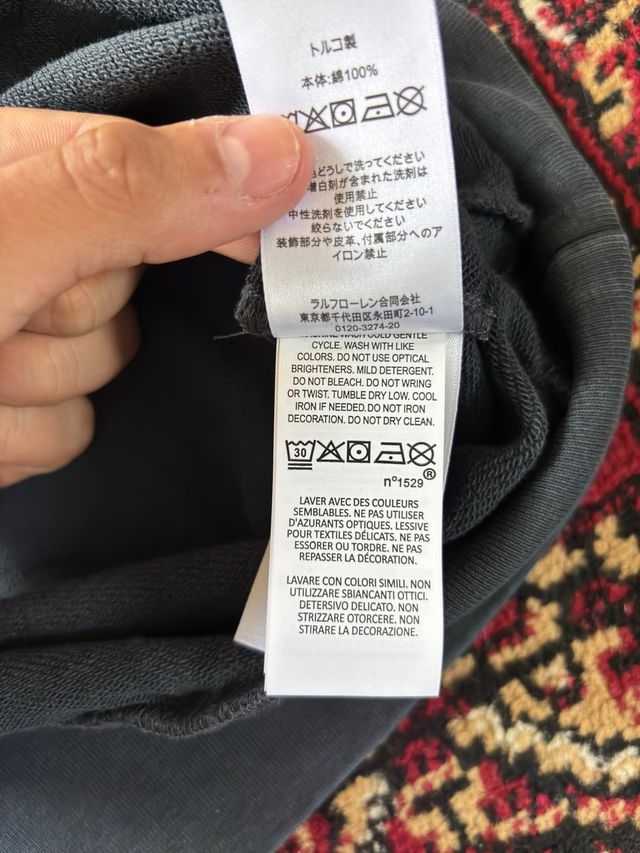 トルコ製
本体:綿100%
どうしで洗ってください
増白剤が含まれた洗剤は
使用禁止
中性洗剤を使用してください
絞らないでください
装飾部分や皮革、付属部分へのア
イロン禁止
ラルフローレン合同会社
東京都千代田区永田町2-10-1
0120-3274-20
MACHINE WASH COLD GENTLE
CYCLE. WASH WITH LIKE
COLORS. DO NOT USE OPTICAL
BRIGHTENERS. MILD DETERGENT.
DO NOT BLEACH. DO NOT WRING
OR TWIST. TUMBLE DRY LOW. COOL
IRON IF NEEDED.DO NOT IRON
DECORATION. DO NOT DRY CLEAN.
30
®
nº1529
LAVER AVEC DES COULEURS
SEMBLABLES. NE PAS UTILISER
D'AZURANTS OPTIQUES. LESSIVE
POUR TEXTILES DÉLICATS. NE PAS
ESSORER OU TORDRE. NE PAS
REPASSER LA DÉCORATION.
LAVARE CON COLORI SIMILI. NON
UTILIZZARE SBIANCANTI OTTICI.
DETERSIVO DELICATO. NON
STRIZZARE OTORCERE. NON
STIRARE LA DECORAZIONE.